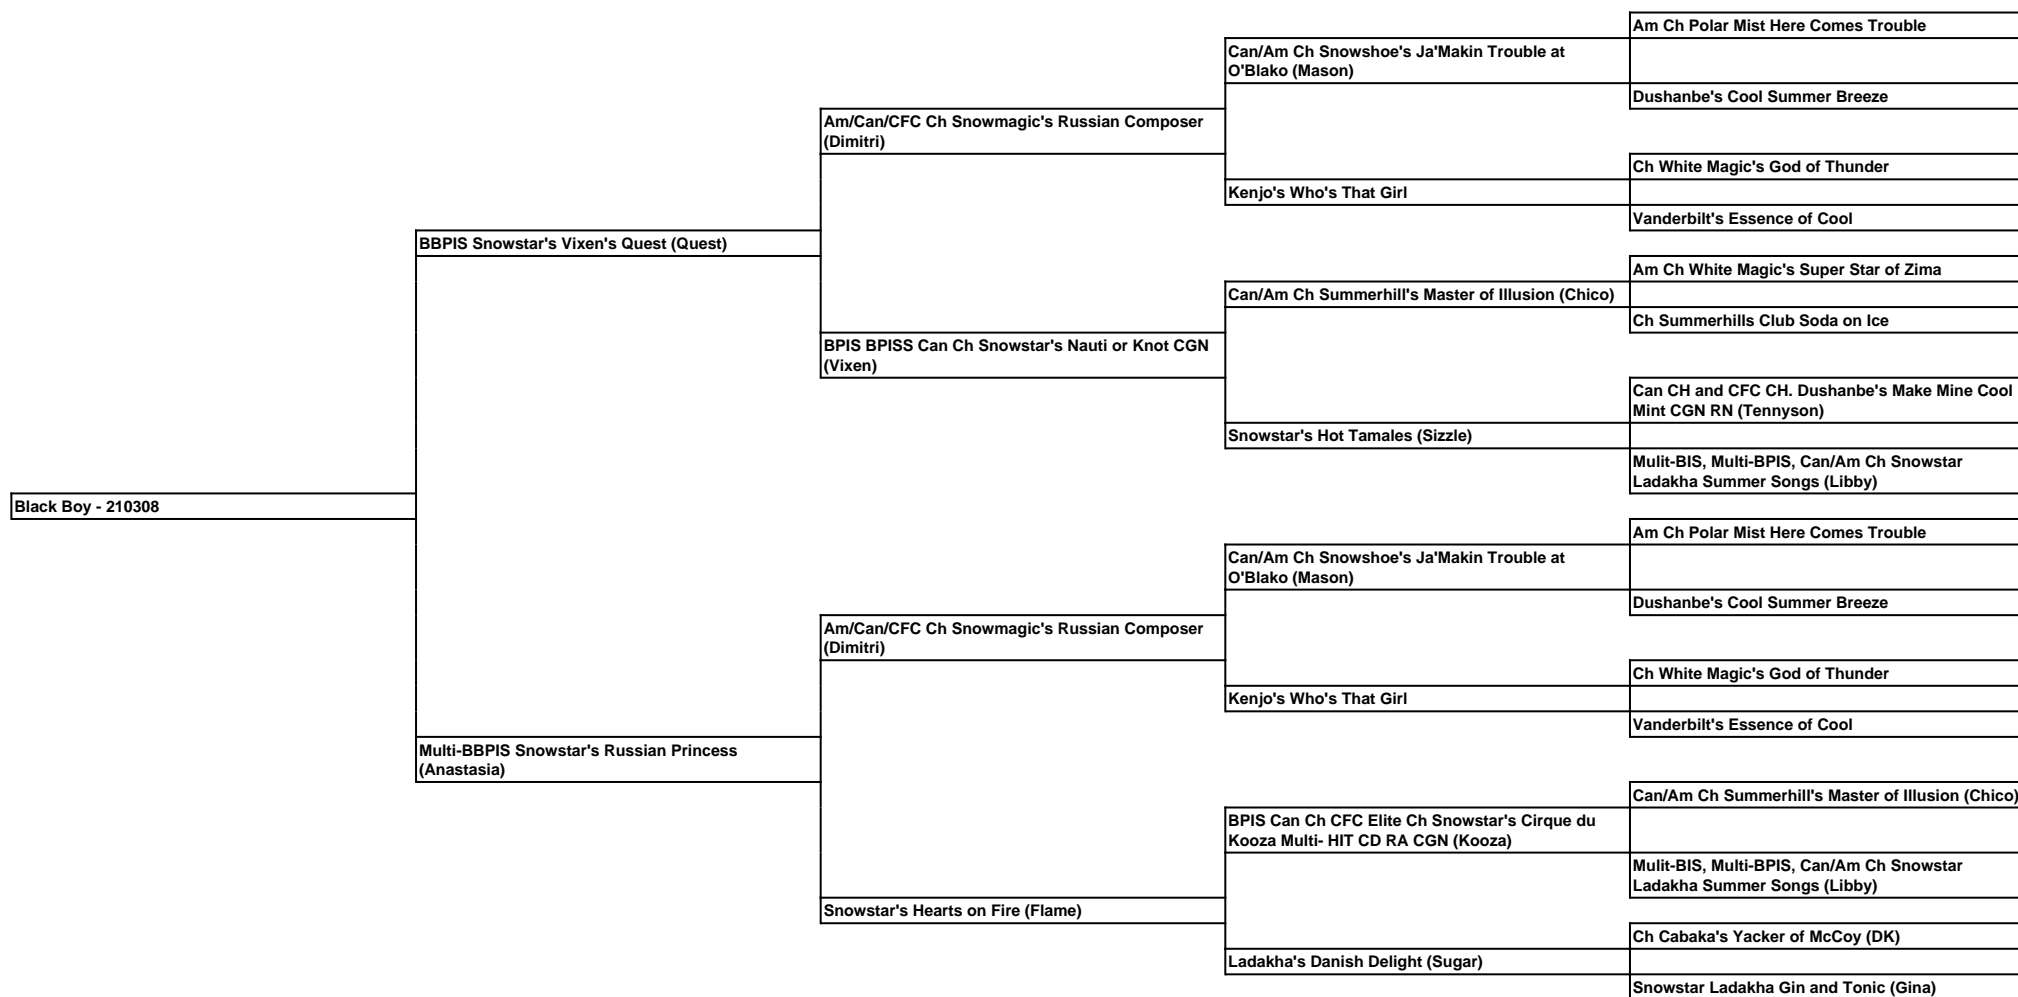 Am Ch Polar Mist Here Comes Trouble
Can/Am Ch Snowshoe's Ja'Makin Trouble at
O'Blako (Mason)
Dushanbe's Cool Summer Breeze
Am/Can/CFC Ch Snowmagic's Russian Composer
(Dimitri)
Ch White Magic's God of Thunder
Kenjo's Who's That Girl
Vanderbilt's Essence of Cool
BBPIS Snowstar's Vixen's Quest (Quest)
Am Ch White Magic's Super Star of Zima
Can/Am Ch Summerhill's Master of Illusion (Chico)
Ch Summerhills Club Soda on Ice
BPIS BPISS Can Ch Snowstar's Nauti or Knot CGN
(Vixen)
Can CH and CFC CH. Dushanbe's Make Mine Cool
Mint CGN RN (Tennyson)
Snowstar's Hot Tamales (Sizzle)
Mulit-BIS, Multi-BPIS, Can/Am Ch Snowstar
Ladakha Summer Songs (Libby)
Black Boy - 210308
Am Ch Polar Mist Here Comes Trouble
Can/Am Ch Snowshoe's Ja'Makin Trouble at
O'Blako (Mason)
Dushanbe's Cool Summer Breeze
Am/Can/CFC Ch Snowmagic's Russian Composer
(Dimitri)
Ch White Magic's God of Thunder
Kenjo's Who's That Girl
Vanderbilt's Essence of Cool
Multi-BBPIS Snowstar's Russian Princess
(Anastasia)
Can/Am Ch Summerhill's Master of Illusion (Chico)
BPIS Can Ch CFC Elite Ch Snowstar's Cirque du
Kooza Multi- HIT CD RA CGN (Kooza)
Mulit-BIS, Multi-BPIS, Can/Am Ch Snowstar
Ladakha Summer Songs (Libby)
Snowstar's Hearts on Fire (Flame)
Ch Cabaka's Yacker of McCoy (DK)
Ladakha's Danish Delight (Sugar)
Snowstar Ladakha Gin and Tonic (Gina)